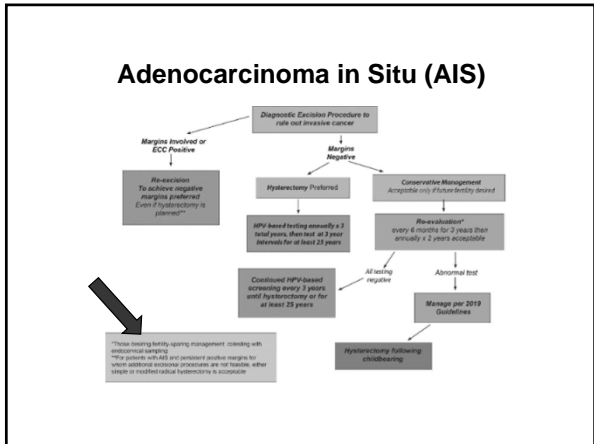 Adenocarcinoma in Situ (AIS)
Diagnostic Excision Procedure to
rule out invasive cancer
Margins Involved or
ECC Positive
Margins
Negative
Re-excision
To achieve negative
margins preferred
Even if hysterectomy is
planned**
Hysterectomy Preferred
Conservative Management
Acceptable only if future fertility desired
HPV-based testing annually x 3
total years, then test at 3 year
intervals for at least 25 years
Re-evaluation*
every 6 months for 3 years then
annually x 2 years acceptable
All testing
negative
Abnormal test
Continued HPV-based
screening every 3 years
until hysterectomy or for
at least 25 years
Manage per 2019
Guidelines
Hysterectomy following
childbearing
*Those desiring fertility-sparing management: cotesting with
endocervical sampling
**For patients with AIS and persistent positive margins for
whom additional excisional procedures are not feasible, either
simple or modified radical hysterectomy is acceptable